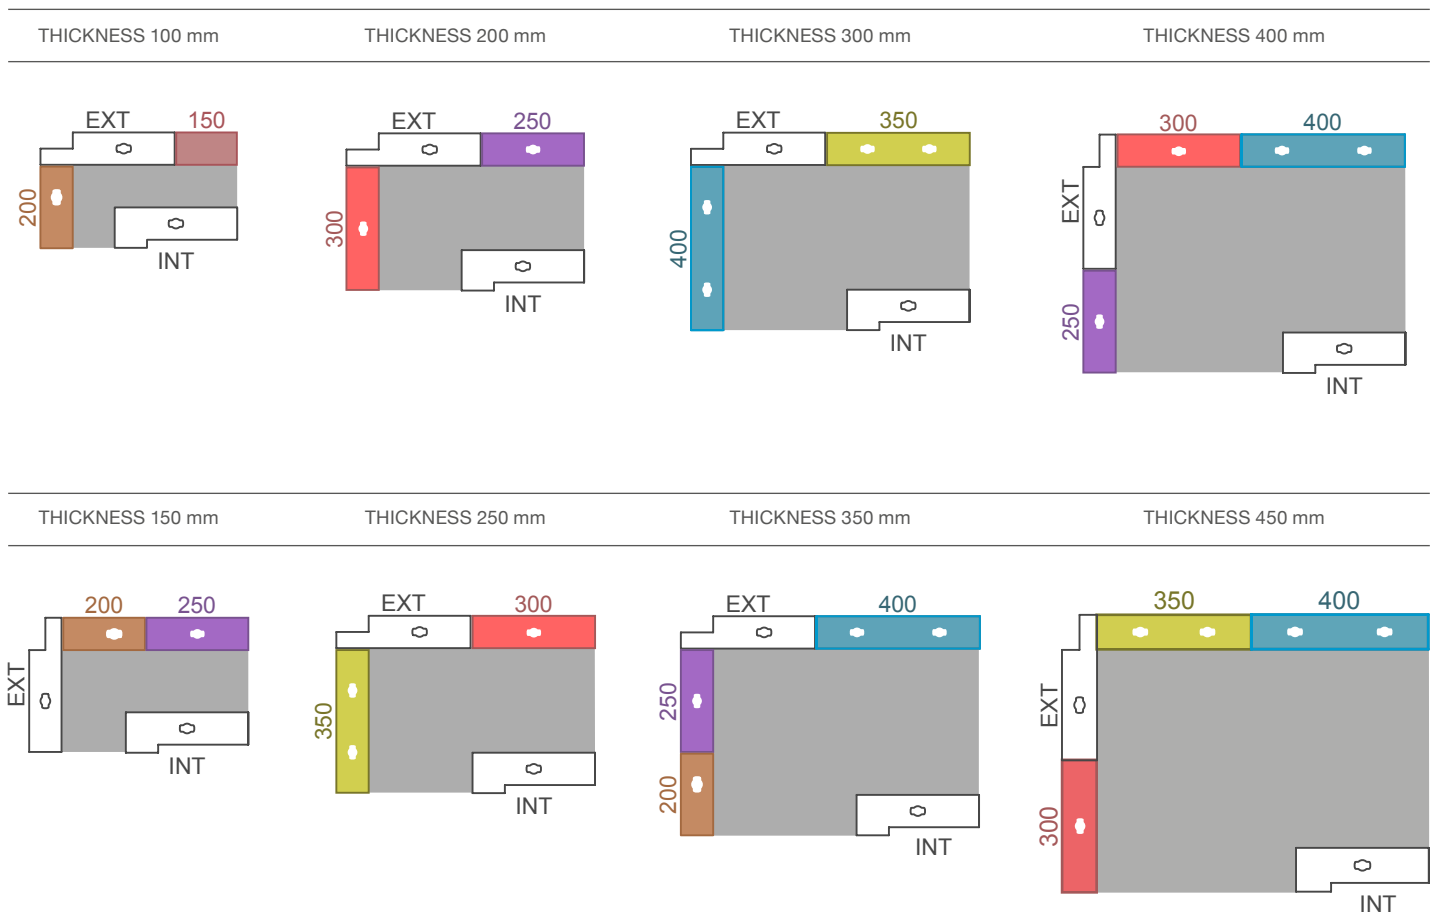 THICKNESS 100 mm
THICKNESS 200 mm
THICKNESS 300 mm
THICKNESS 400 mm
EXT 150
200
INT
EXT 250
300
INT
EXT 350
400
INT
300 400
EXT
250
INT
THICKNESS 150 mm
THICKNESS 250 mm
THICKNESS 350 mm
THICKNESS 450 mm
200 250
EXT
INT
EXT 300
350
INT
EXT 400
250
200
INT
350 400
EXT
300
INT